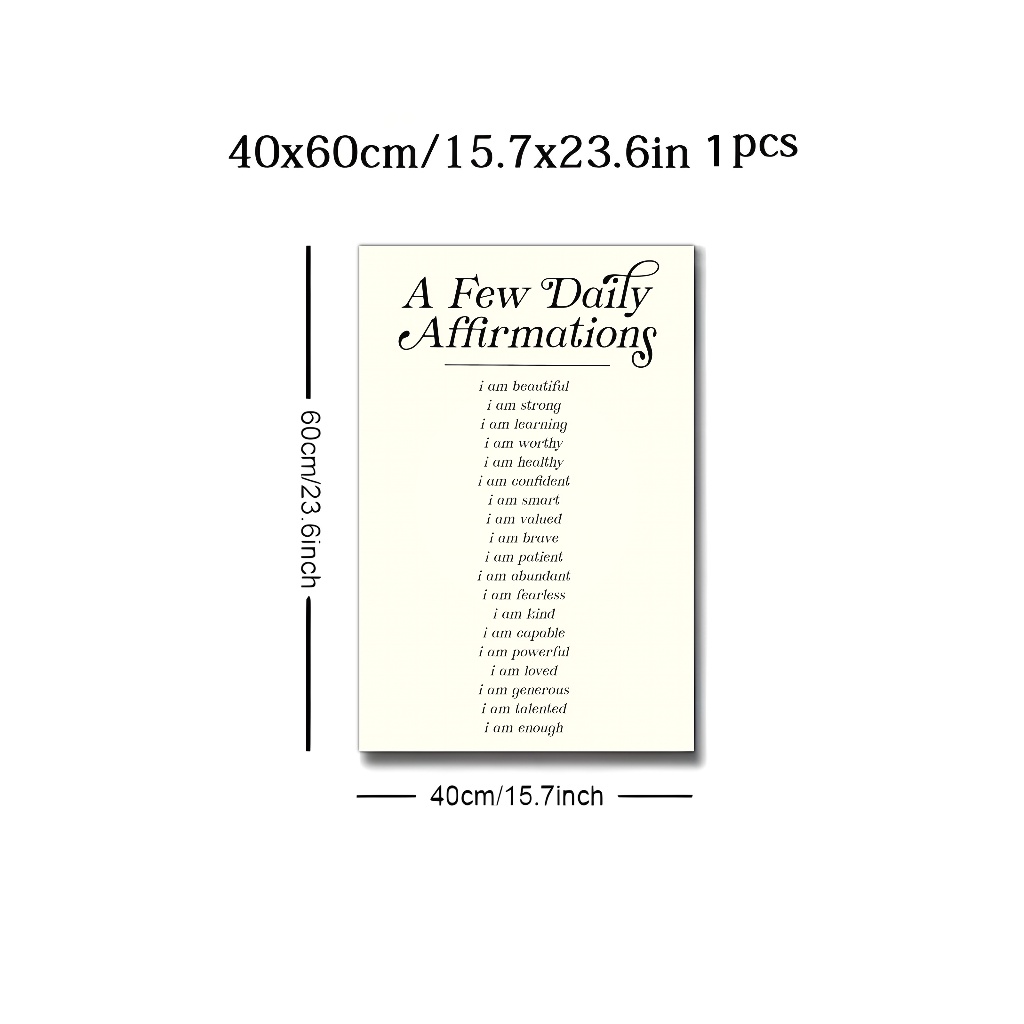 40x60cm/15.7x23.6in 1pcs
60cm/23.6inch
A Few Daily
Affirmations
i am beautiful
i am strong
i am learning
i am worthy
i am healthy
i am confident
i am smart
i am valued
i am brave
i am patient
i am abundant
i am fearless
i am kind
i am capable
i am powerful
i am loved
i am generous
i am talented
i am enough
40cm/15.7inch